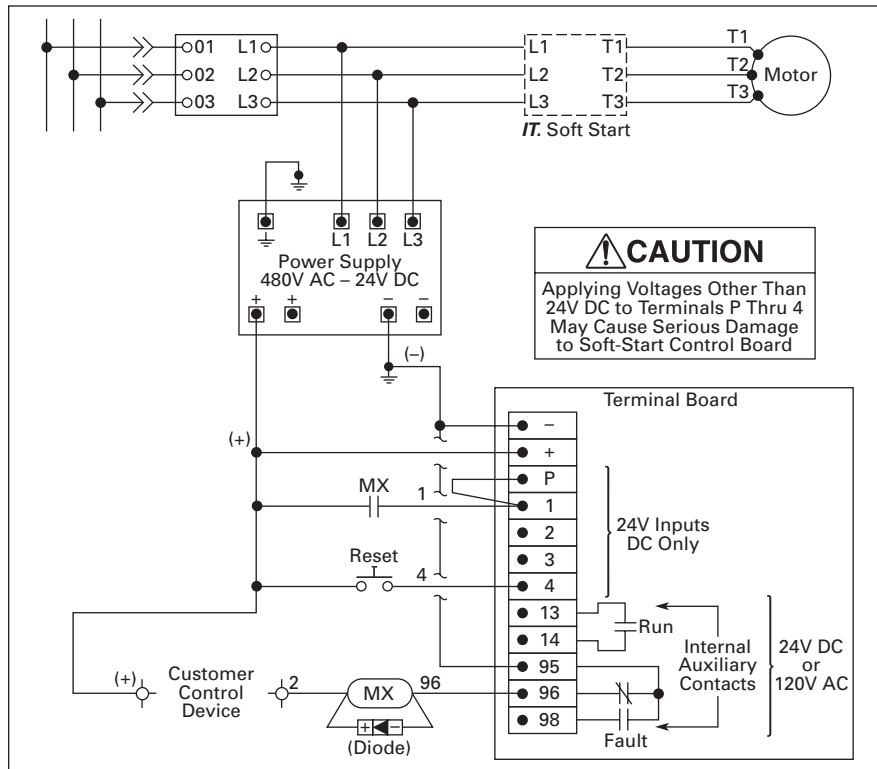 T1
01 L1 L1 T1
T2
02 L2 L2 T2 Motor
T3
03 L3 L3 T3
IT. Soft Start
L1 L2 L3
Power Supply
480V AC – 24V DC
+ + – –
(–)
CAUTION
Applying Voltages Other Than
24V DC to Terminals P Thru 4
May Cause Serious Damage
to Soft-Start Control Board
Terminal Board
–
(+)
+
P
MX
1
1
2
24V Inputs
DC Only
3
Reset
4
4
13
Run
14
Internal
Auxiliary
Contacts
24V DC
or
120V AC
95
(+) Customer
Control
Device
2
MX
96
96
98
+ –
(Diode)
Fault